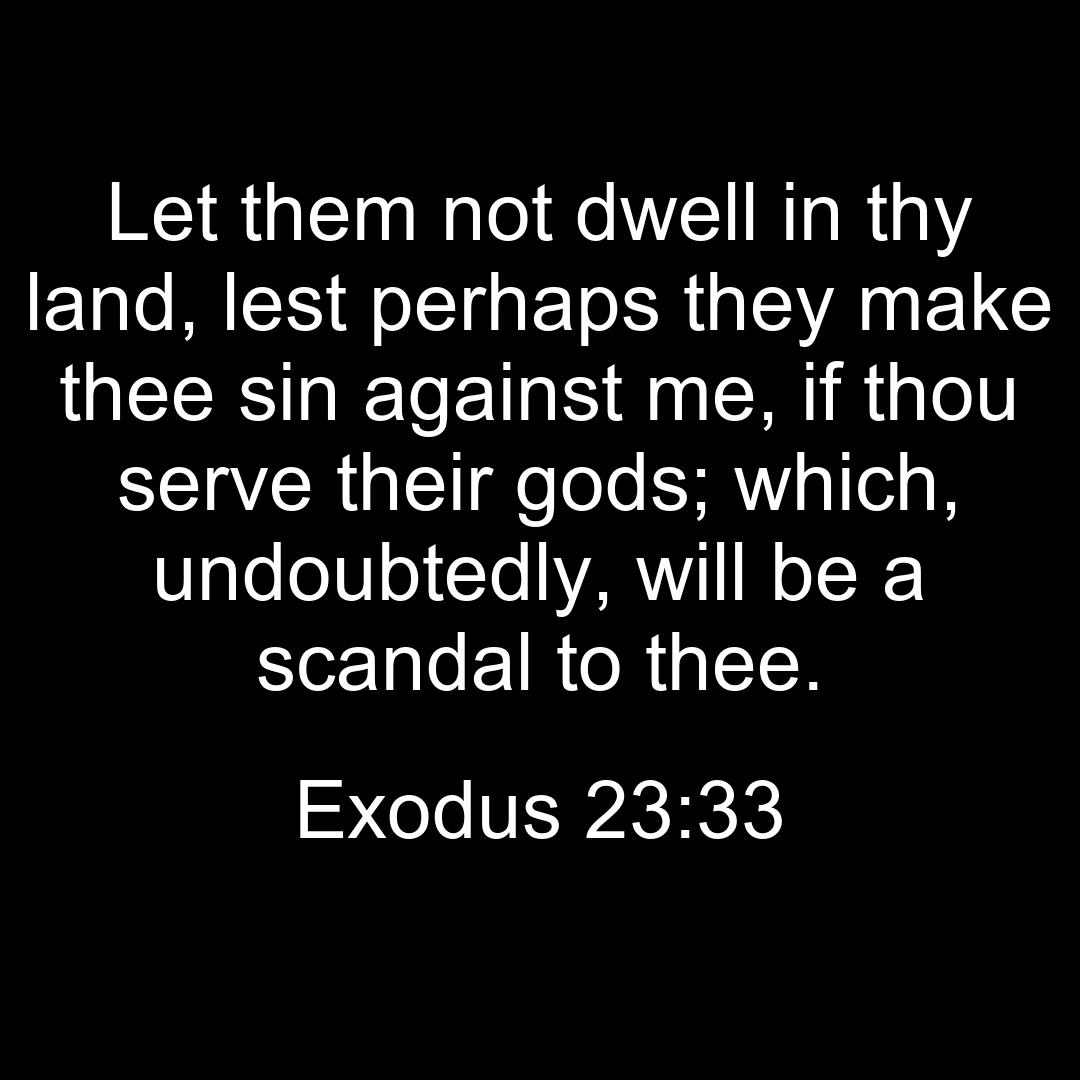 Let them not dwell in thy
land, lest perhaps they make
thee sin against me, if thou
serve their gods; which,
undoubtedly, will be a
scandal to thee.
Exodus 23:33